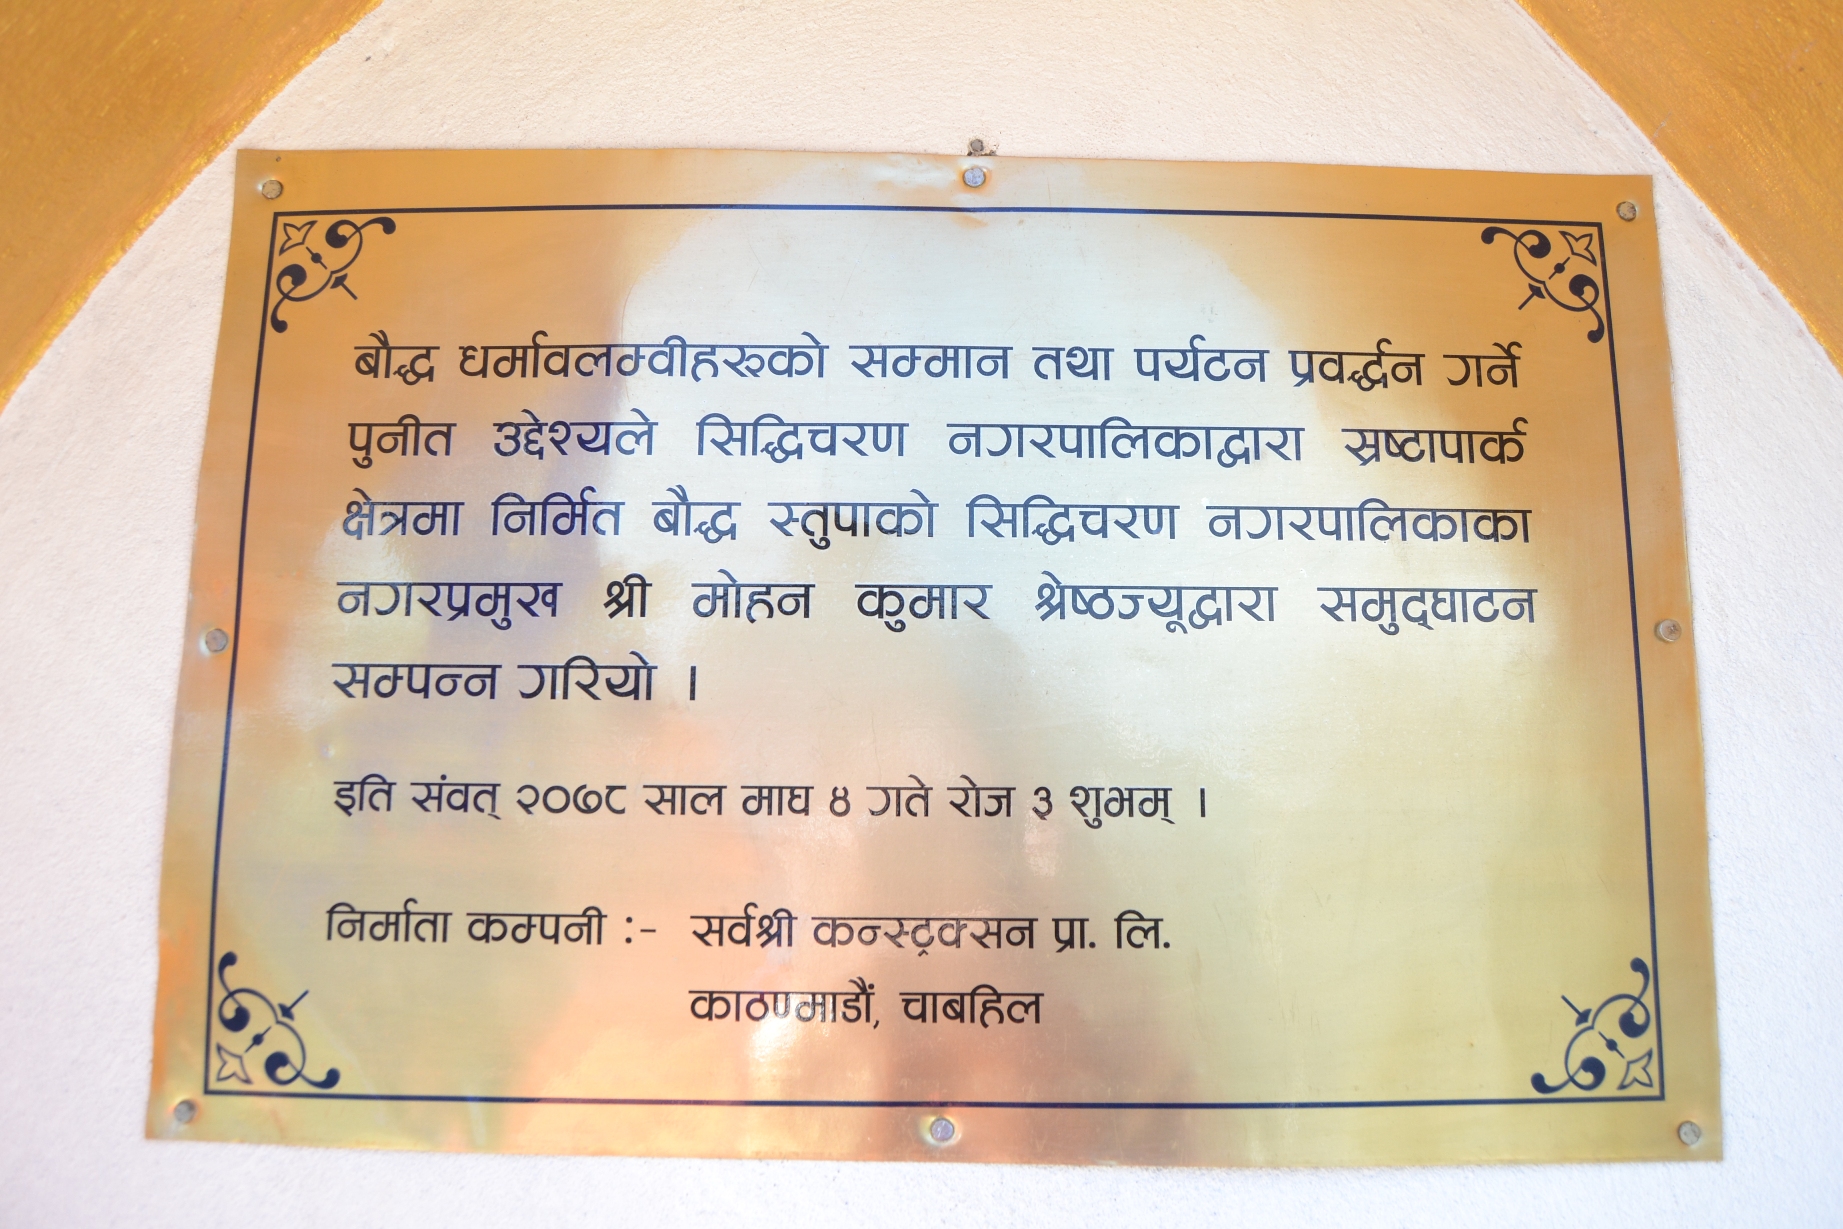 बौद्ध धर्मावलम्वीहरुको सम्मान तथा पर्यटन प्रवर्द्धन गर्ने
पुनीत उद्देश्यले सिद्धिचरण नगरपालिकाद्वारा स्रष्टापार्क
क्षेत्रमा निर्मित बौद्ध स्तुपाको सिद्धिचरण नगरपालिकाका
नगरप्रमुख श्री मोहन कुमार श्रेष्ठज्यूद्वारा समुद्घाटन
सम्पन्न गरियो ।
इति संवत् २०७८ साल माघ ४ गते रोज ३ शुभम् ।
निर्माता कम्पनी :- सर्वश्री कन्स्ट्रक्सन प्रा. लि.
काठण्माडौं, चाबहिल